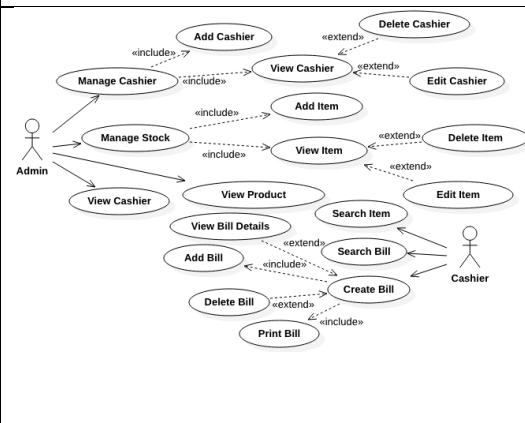 Delete Cashier
Add Cashier
«extend»
«include»
View Cashier
«extend»
Manage Cashier
«include»
Edit Cashier
Add Item
«include»
Manage Stock
«extend»
Delete Item
«include»
View Item
Admin
«extend»
View Cashier
View Product
Edit Item
Search Item
View Bill Details
«extend»
Search Bill
Add Bill
«include»
Cashier
Create Bill
Delete Bill
«extend»
«include»
Print Bill